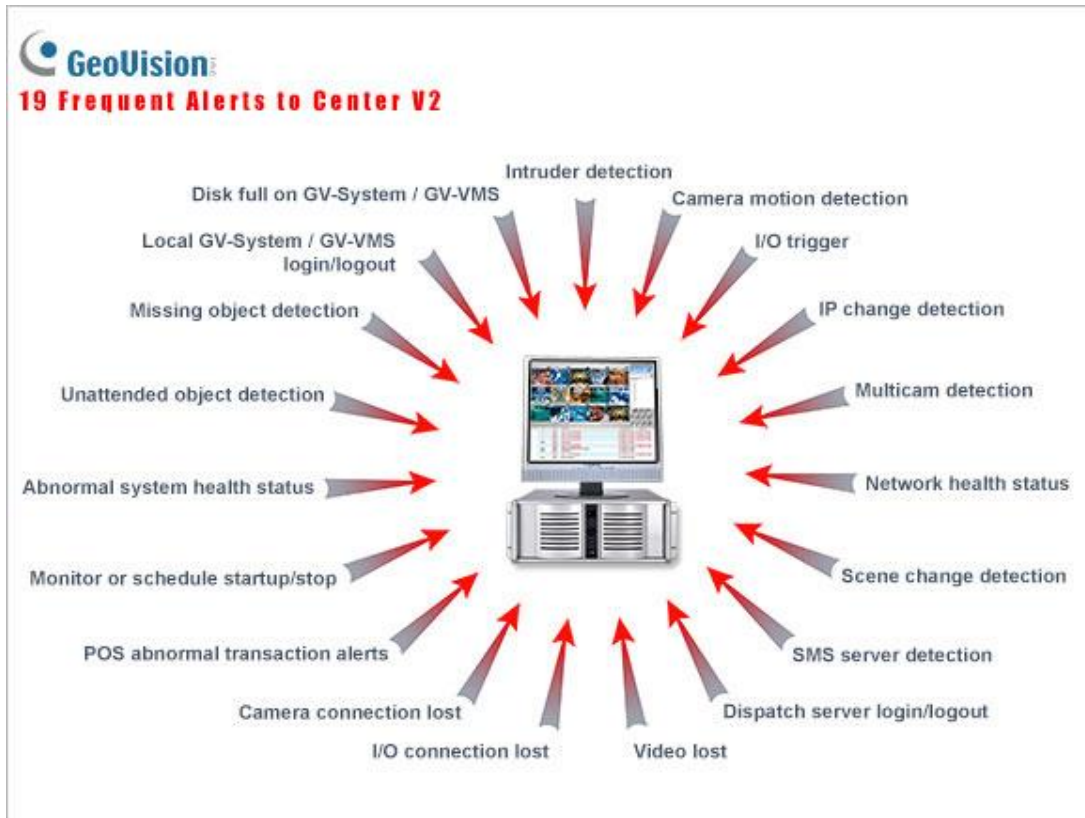 GeoVision
19 Frequent Alerts to Center V2
Intruder detection
Disk full on GV-System / GV-VMS
Camera motion detection
Local GV-System / GV-VMS
login/logout
I/O trigger
Missing object detection
IP change detection
Unattended object detection
Multicam detection
Abnormal system health status
Network health status
Monitor or schedule startup/stop
Scene change detection
POS abnormal transaction alerts
SMS server detection
Camera connection lost
Dispatch server login/logout
I/O connection lost
Video lost